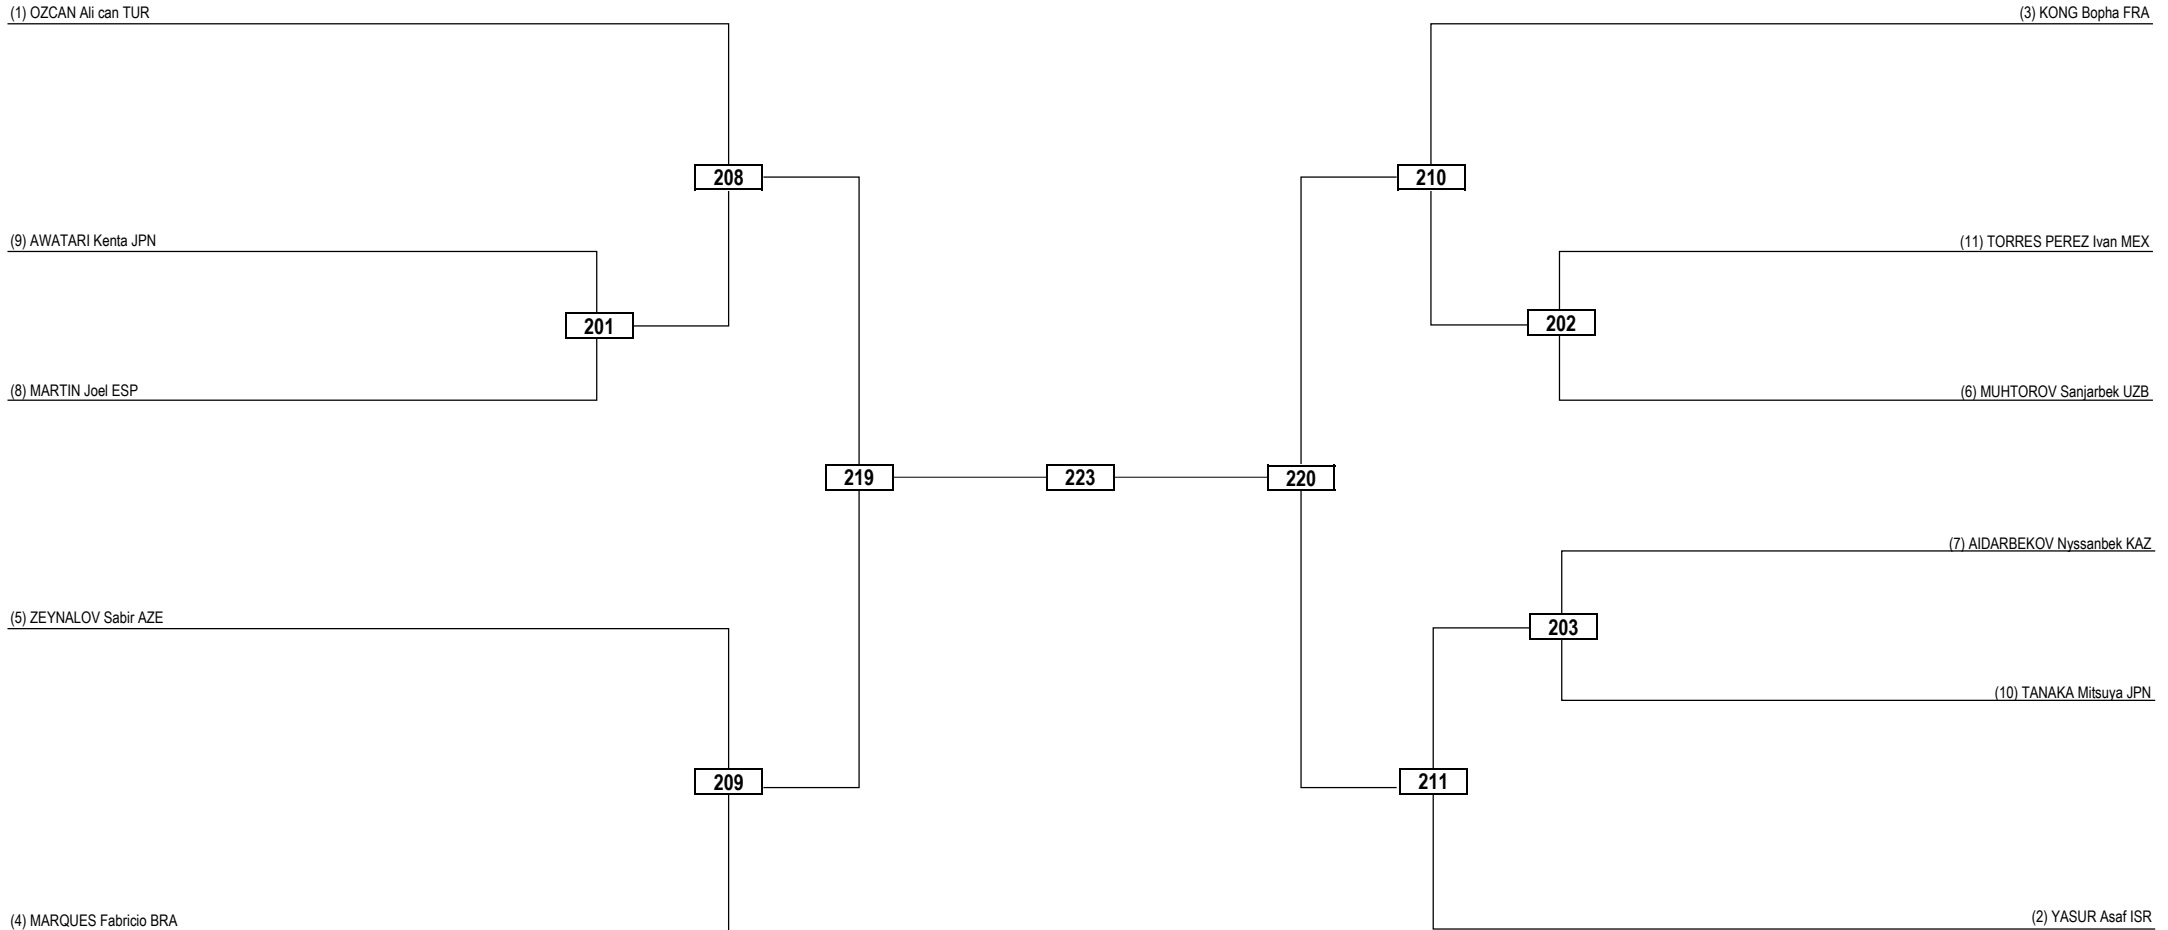 (1) OZCAN Ali can TUR
(3) KONG Bopha FRA
208
210
(9) AWATARI Kenta JPN
(11) TORRES PEREZ Ivan MEX
201
202
(8) MARTIN Joel ESP
(6) MUHTOROV Sanjarbek UZB
219
223
220
(7) AIDARBEKOV Nyssanbek KAZ
(5) ZEYNALOV Sabir AZE
203
(10) TANAKA Mitsuya JPN
209
211
(4) MARQUES Fabricio BRA
(2) YASUR Asaf ISR